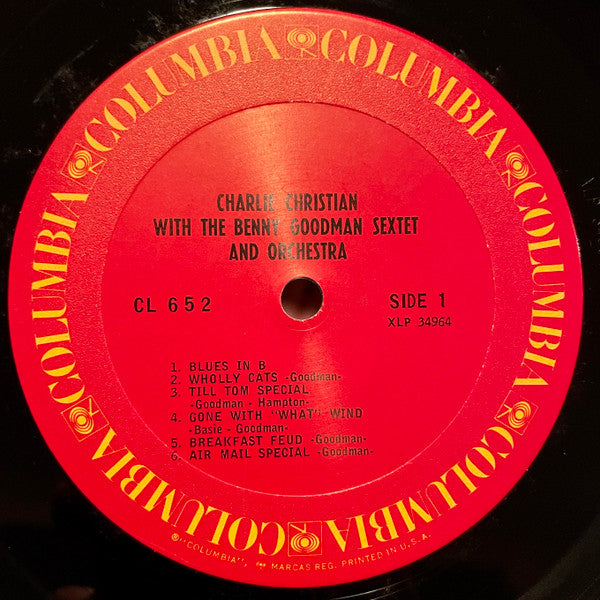 COLUMBIA COLUMBIA COLUMBIA COLUMBIA COLUMBIA COLUMBIA
CHARLIE CHRISTIAN
WITH THE BENNY GOODMAN SEXTET
AND ORCHESTRA
CL 652
SIDE 1
XLP 34964
1. BLUES IN B
2. WHOLLY CATS -Goodman-
3. TILL TOM SPECIAL
-Goodman - Hampton-
4. GONE WITH "WHAT" WIND
-Basie - Goodman-
5. BREAKFAST FEUD -Goodman-
6. AIR MAIL SPECIAL -Goodman-
®"COLUMBIA", MARCAS REG. PRINTED IN U.S.A.